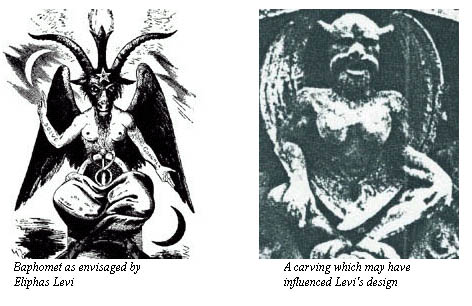 Baphomet as envisaged by
Eliphas Levi
A carving which may have
influenced Levi's design